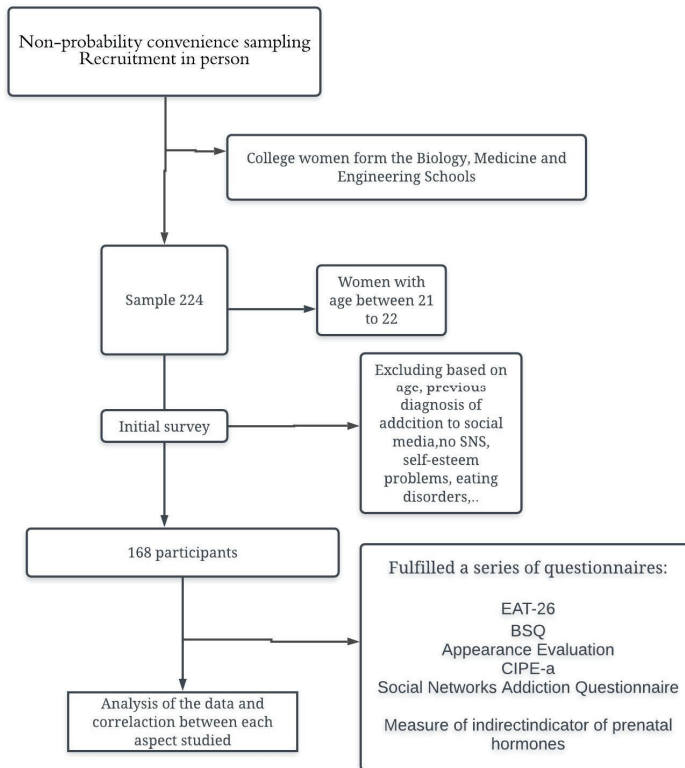 Non-probability convenience sampling
Recruitment in person
College women form the Biology, Medicine and
Engineering Schools
Sample 224
Women with
age between 21
to 22
Excluding based on
age, previous
diagnosis of
addcition to social
media,no SNS,
self-esteem
problems, eating
disorders,..
Initial survey
168 participants
Fulfilled a series of questionnaires:
EAT-26
BSQ
Appearance Evaluation
CIPE-a
Social Networks Addiction Questionnaire
Measure of indirectindicator of prenatal
hormones
Analysis of the data and
correlaction between each
aspect studied